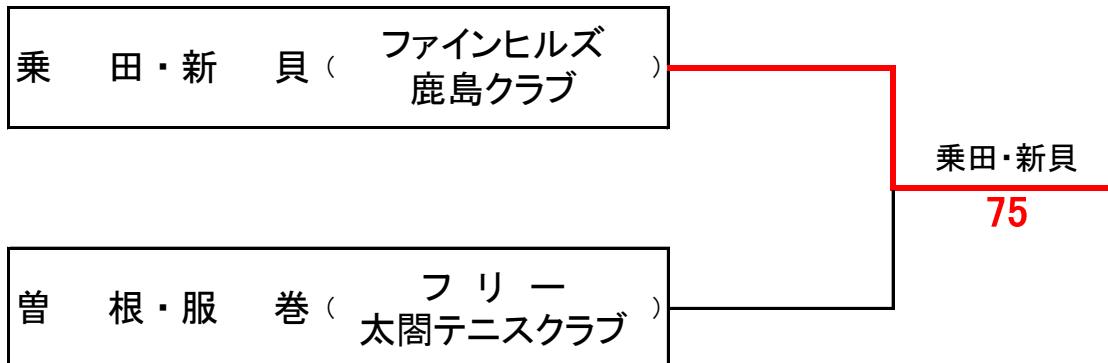 乗　田・新　貝（ファインヒルズ
鹿島クラブ）
乗田・新貝
75
曽　根・服　巻（フリー
太閤テニスクラブ）